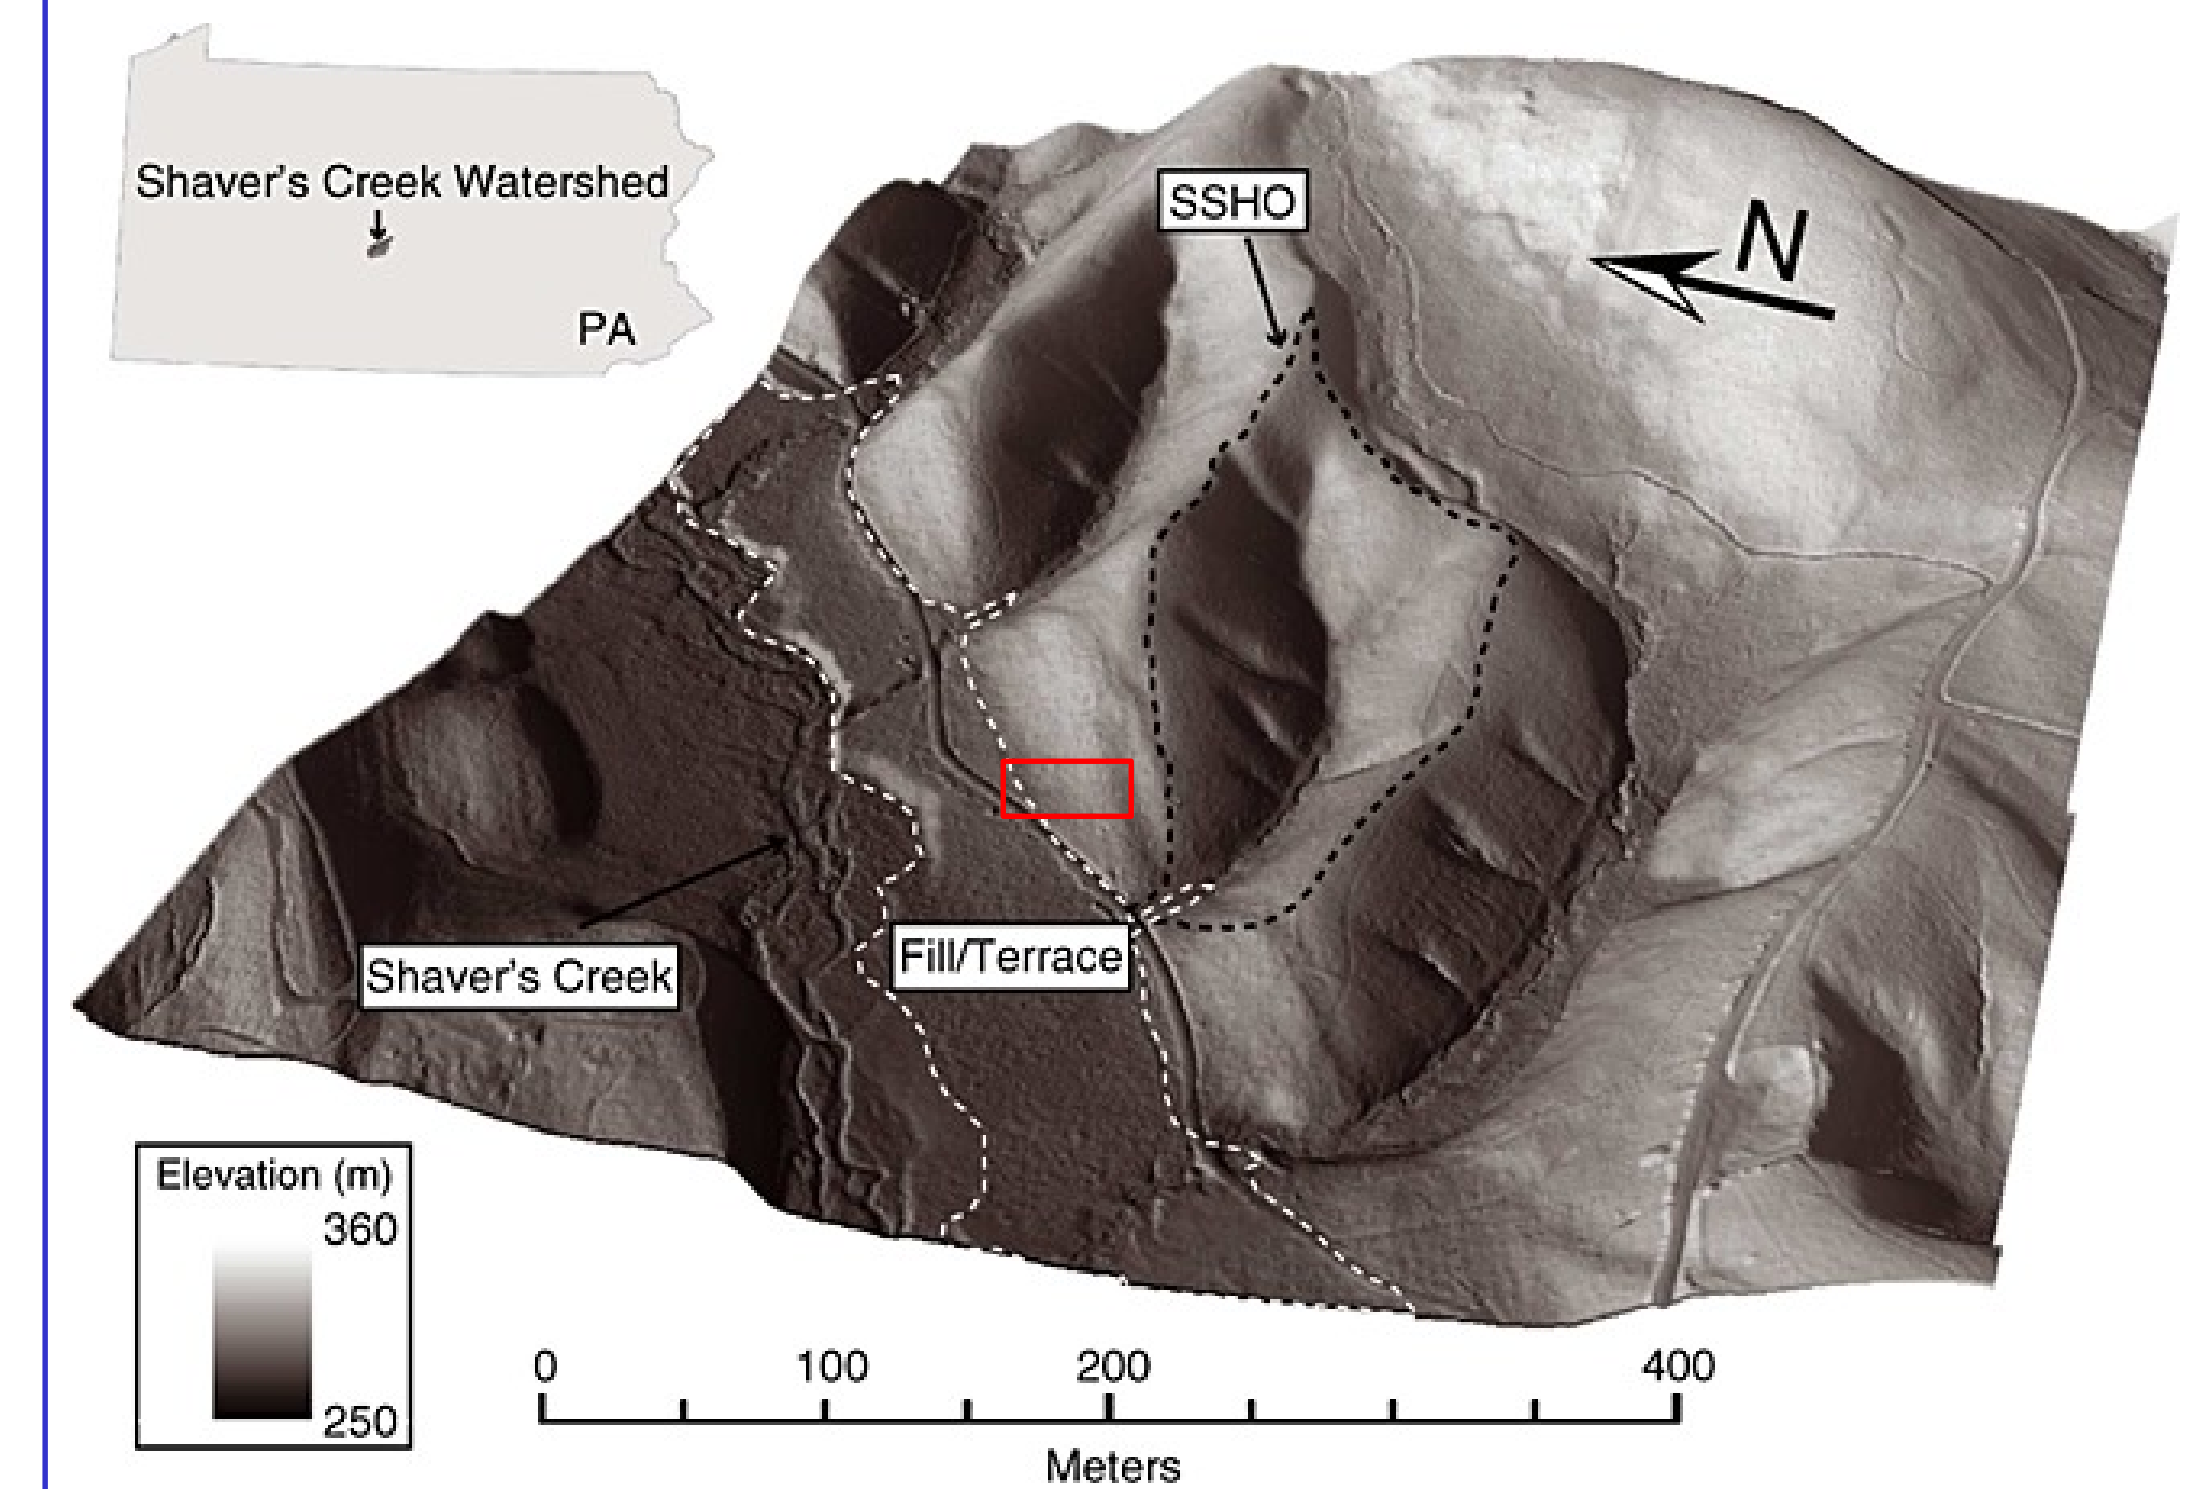 Shaver's Creek Watershed
PA
SSHO
N
Fill/Terrace
Shaver's Creek
Elevation (m)
360
250
0 100 200 400
Meters